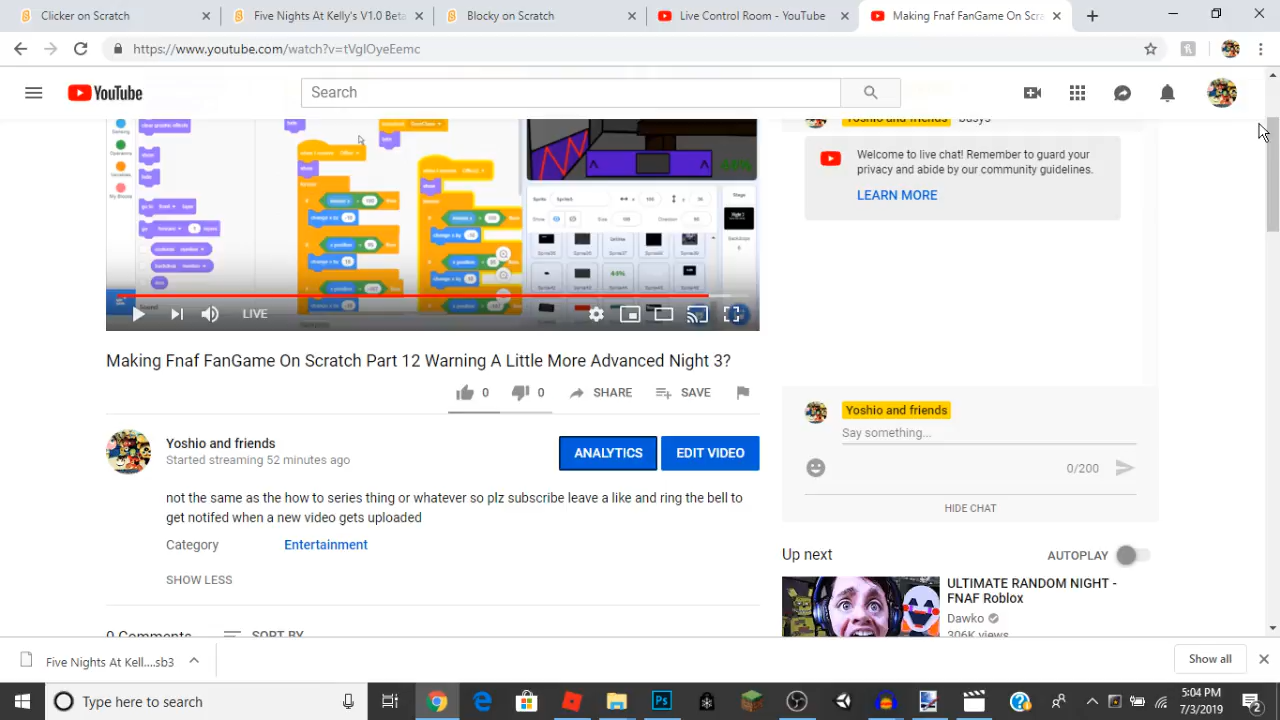 Clicker on Scratch
Five Nights At Kelly's V1.0 Beta
Blocky on Scratch
Live Control Room - YouTube
Making Fnaf FanGame On Scra
https://www.youtube.com/watch?v=tVglOyeEemc
YouTube
Search
Yoshio and friends
Welcome to live chat! Remember to guard your
privacy and abide by our community guidelines.
LEARN MORE
LIVE
Making Fnaf FanGame On Scratch Part 12 Warning A Little More Advanced Night 3?
0
0
SHARE
SAVE
Yoshio and friends
Started streaming 52 minutes ago
ANALYTICS
EDIT VIDEO
not the same as the how to series thing or whatever so plz subscribe leave a like and ring the bell to
get notifed when a new video gets uploaded
Category
Entertainment
SHOW LESS
0 Comments
SORT BY
Yoshio and friends
Say something...
0/200
HIDE CHAT
Up next
AUTOPLAY
ULTIMATE RANDOM NIGHT -
FNAF Roblox
Dawko
306K views
Five Nights At Kell....sb3
Show all
Type here to search
Ps
5:04 PM
7/3/2019
2